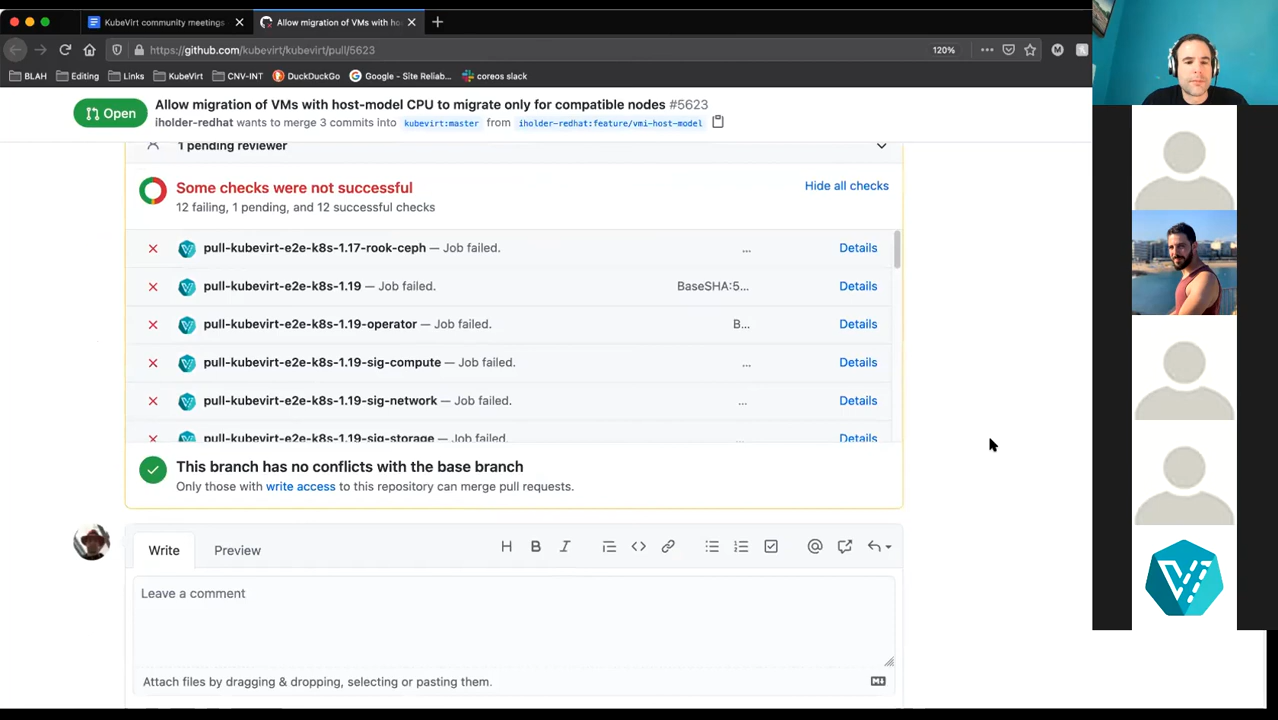 KubeVirt community meetings
Allow migration of VMs with ho
https://github.com/kubevirt/kubevirt/pull/5623
120%
M
BLAH
Editing
Links
KubeVirt
CNV-INT
DuckDuckGo
Google - Site Reliab...
coreos slack
Open
Allow migration of VMs with host-model CPU to migrate only for compatible nodes #5623
iholder-redhat wants to merge 3 commits into kubevirt:master from iholder-redhat:feature/vmi-host-model
1 pending reviewer
Some checks were not successful
Hide all checks
12 failing, 1 pending, and 12 successful checks
pull-kubevirt-e2e-k8s-1.17-rook-ceph — Job failed. ... Details
pull-kubevirt-e2e-k8s-1.19 — Job failed. BaseSHA:5... Details
pull-kubevirt-e2e-k8s-1.19-operator — Job failed. B... Details
pull-kubevirt-e2e-k8s-1.19-sig-compute — Job failed. ... Details
pull-kubevirt-e2e-k8s-1.19-sig-network — Job failed. ... Details
pull-kubevirt-e2e-k8s-1.19-sig-storage — Job failed. ... Details
This branch has no conflicts with the base branch
Only those with write access to this repository can merge pull requests.
Write
Preview
H B I
Leave a comment
Attach files by dragging & dropping, selecting or pasting them.